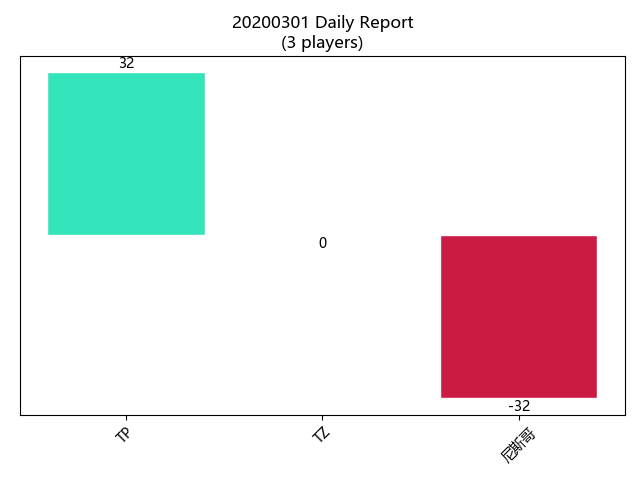 20200301 Daily Report
(3 players)
32
0
-32
TP
TZ
尼斯哥